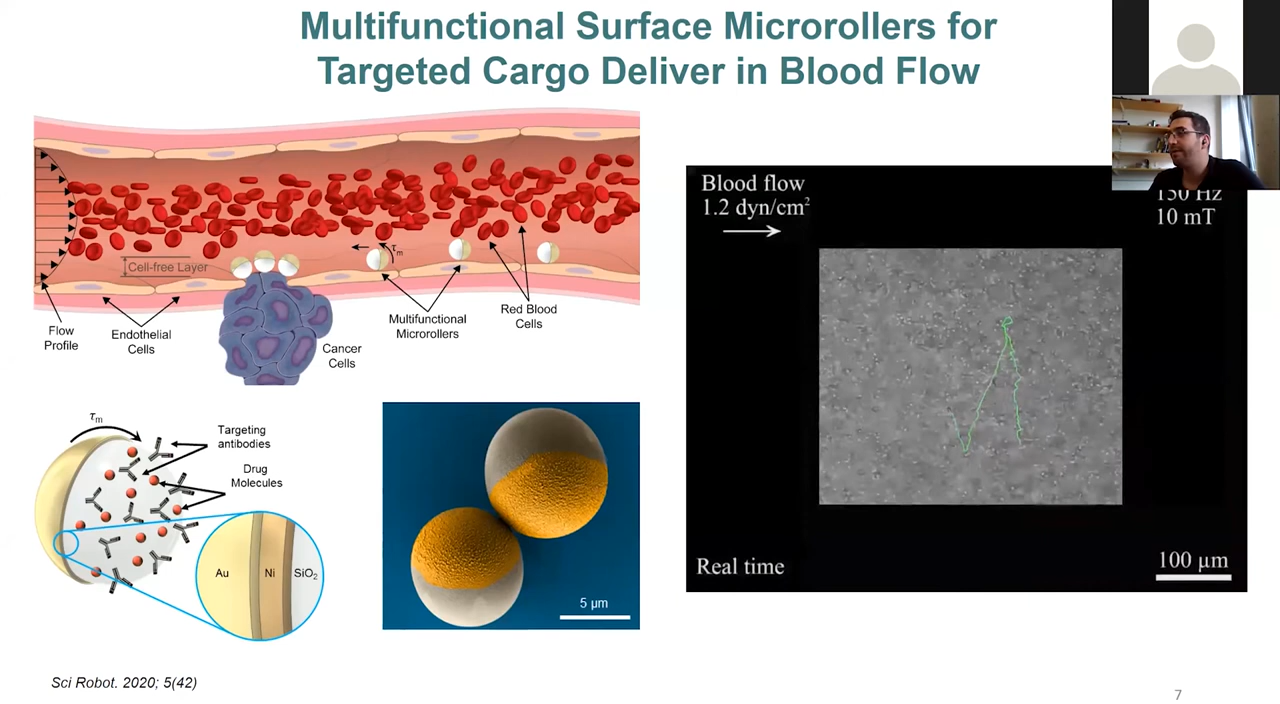 Multifunctional Surface Microrollers for
Targeted Cargo Deliver in Blood Flow
τm
Cell-free Layer
Flow
Profile
Endothelial
Cells
Cancer
Cells
Multifunctional
Microrollers
Red Blood
Cells
τm
Targeting
antibodies
Drug
Molecules
Au
Ni
SiO₂
5 µm
Blood flow
1.2 dyn/cm²
150 Hz
10 mT
Real time
100 µm
Sci Robot. 2020; 5(42)
7